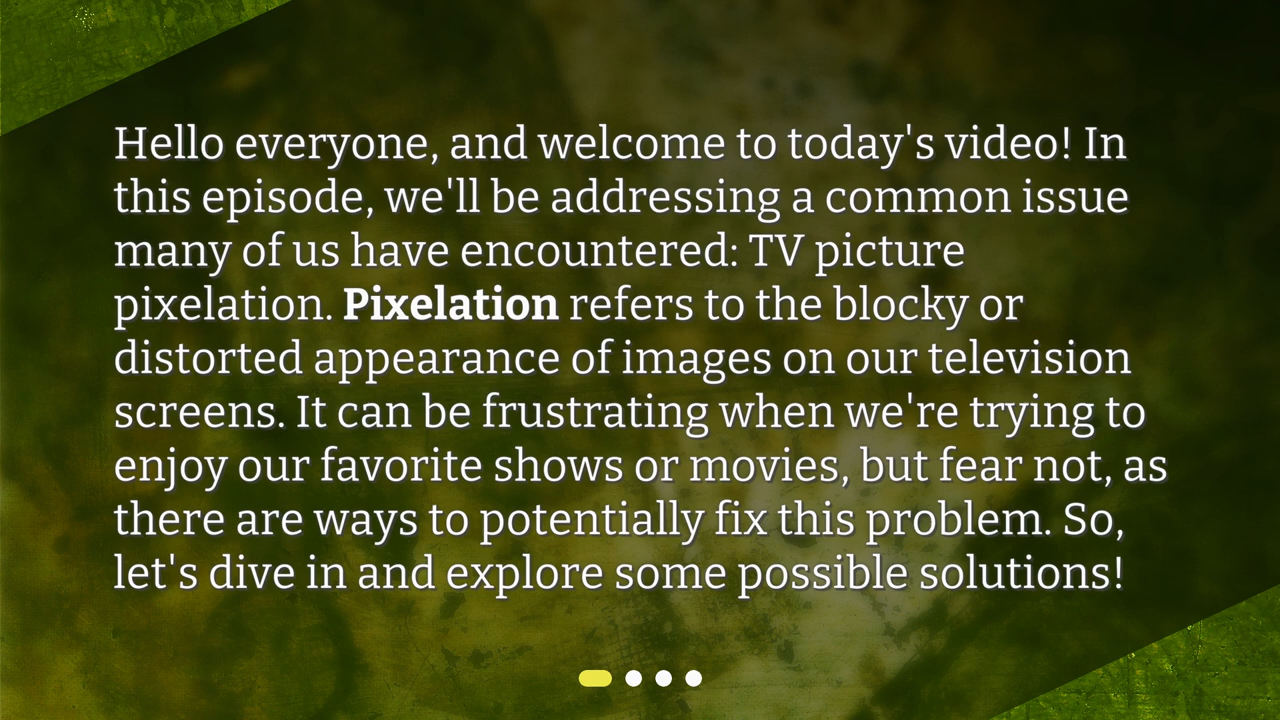 Hello everyone, and welcome to today's video! In
this episode, we'll be addressing a common issue
many of us have encountered: TV picture
pixelation. Pixelation refers to the blocky or
distorted appearance of images on our television
screens. It can be frustrating when we're trying to
enjoy our favorite shows or movies, but fear not, as
there are ways to potentially fix this problem. So,
let's dive in and explore some possible solutions!